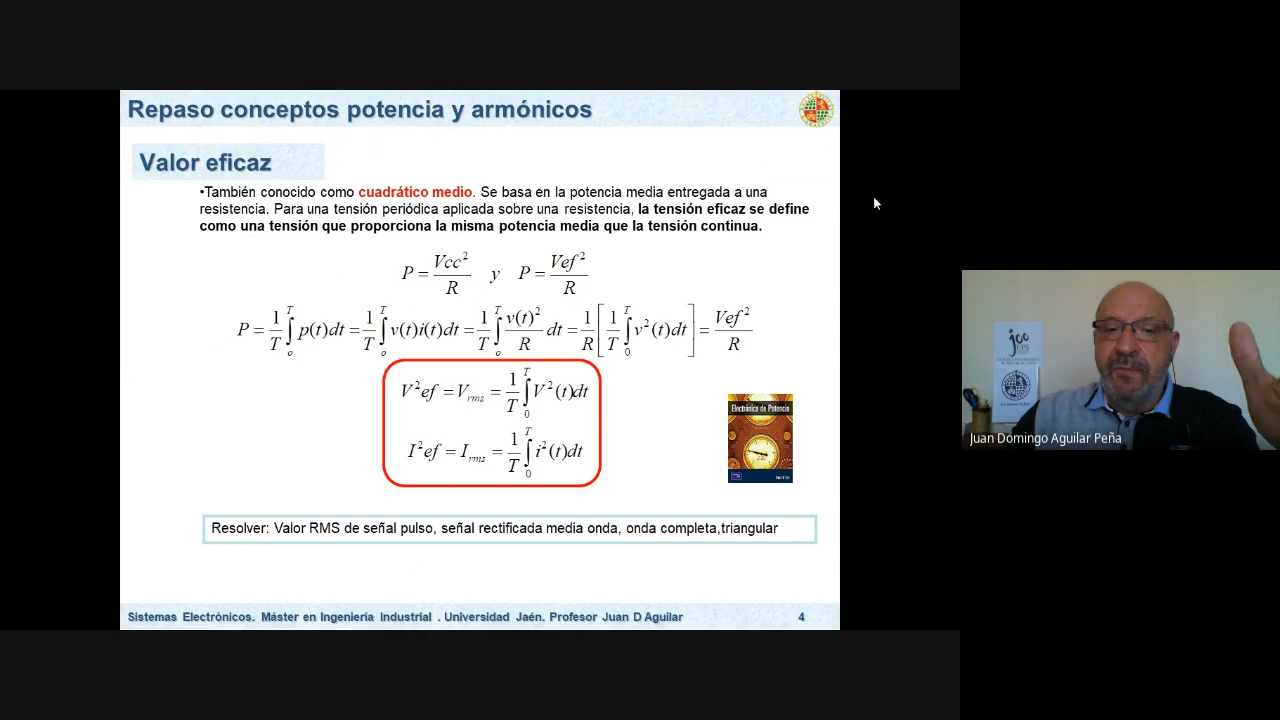 Repaso conceptos potencia y armónicos
Valor eficaz
•También conocido como cuadrático medio. Se basa en la potencia media entregada a una
resistencia. Para una tensión periódica aplicada sobre una resistencia, la tensión eficaz se define
como una tensión que proporciona la misma potencia media que la tensión continua.
P = Vcc²/R y P = Vef²/R
P = 1/T ∫ₒᵀ p(t)dt = 1/T ∫ₒᵀ v(t)i(t)dt = 1/T ∫ₒᵀ v(t)²/R dt = 1/R [1/T ∫₀ᵀ v²(t)dt] = Vef²/R
V²ef = Vrms = 1/T ∫₀ᵀ V²(t)dt
I²ef = Irms = 1/T ∫₀ᵀ i²(t)dt
Electrónica de Potencia
Resolver: Valor RMS de señal pulso, señal rectificada media onda, onda completa,triangular
Sistemas Electrónicos. Máster en Ingeniería Industrial . Universidad Jaén. Profesor Juan D Aguilar 4
Juan Domingo Aguilar Peña